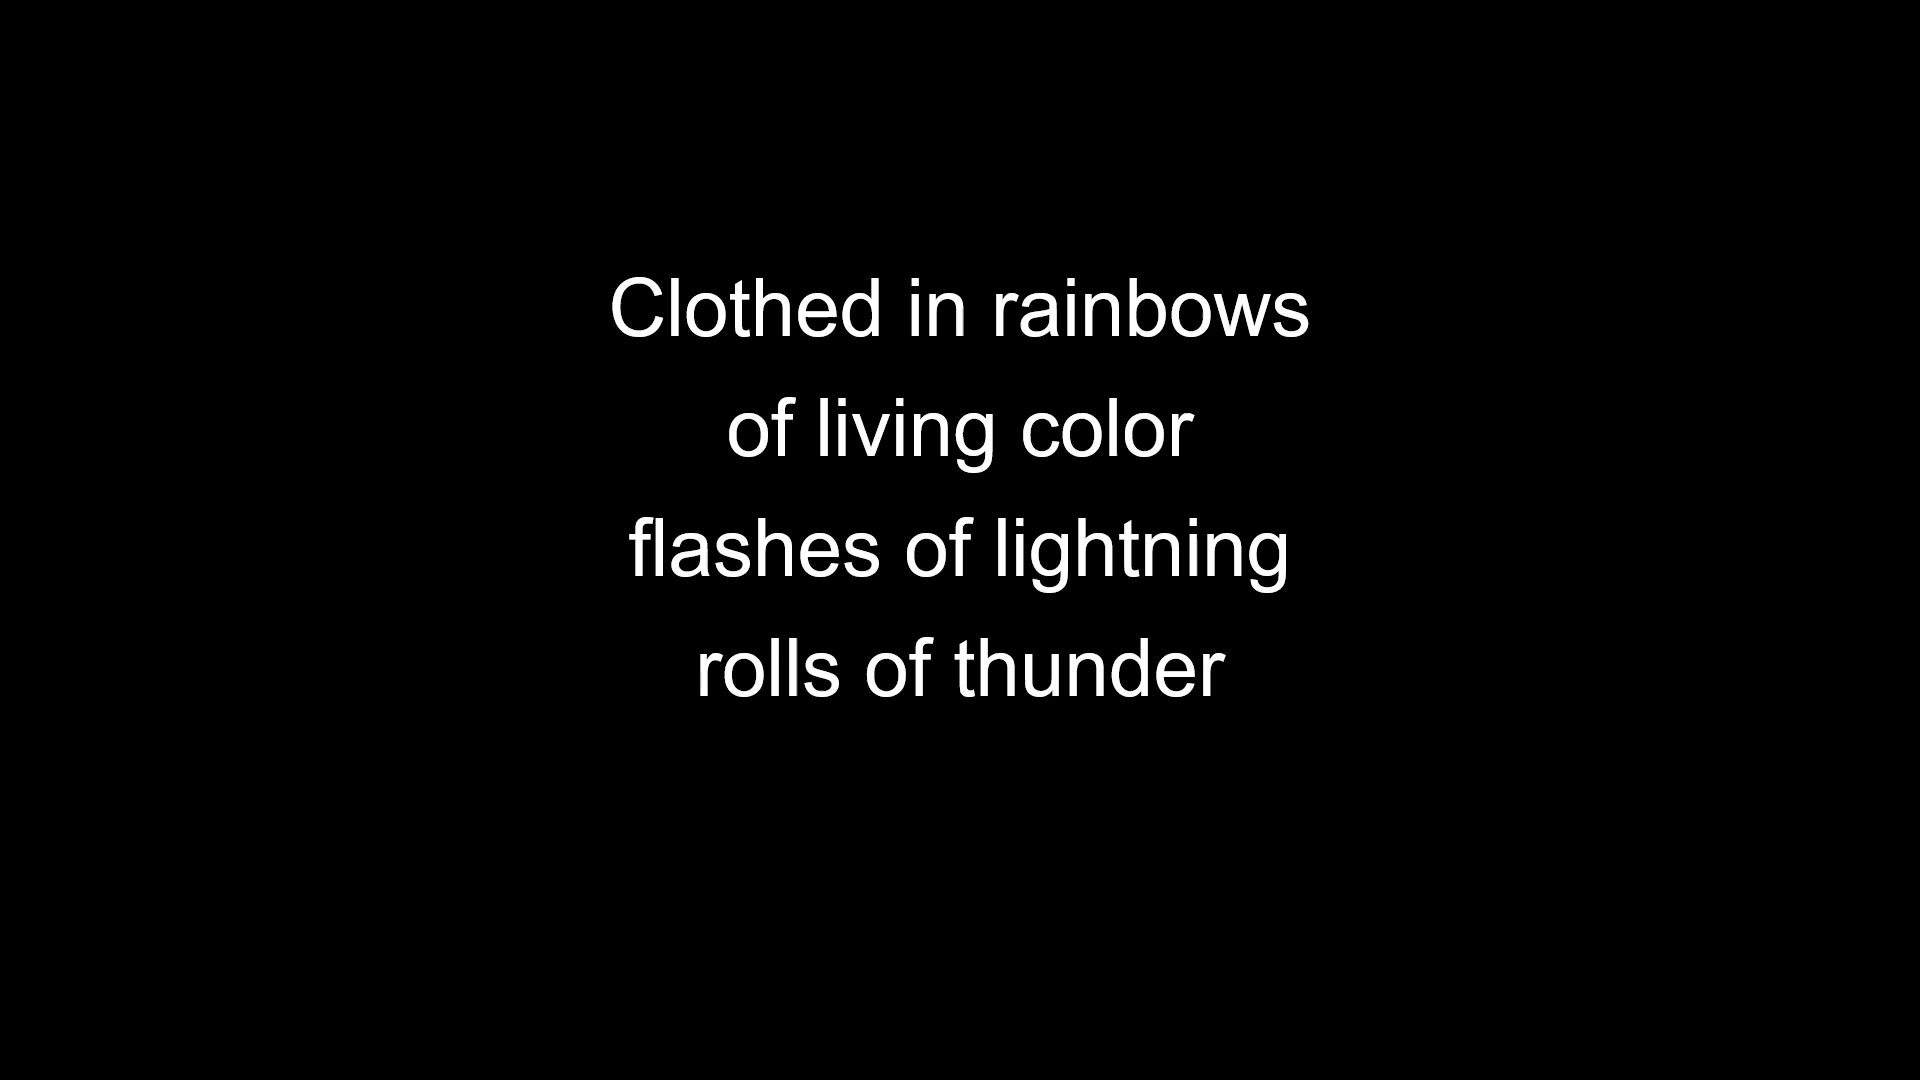 Clothed in rainbows
of living color
flashes of lightning
rolls of thunder